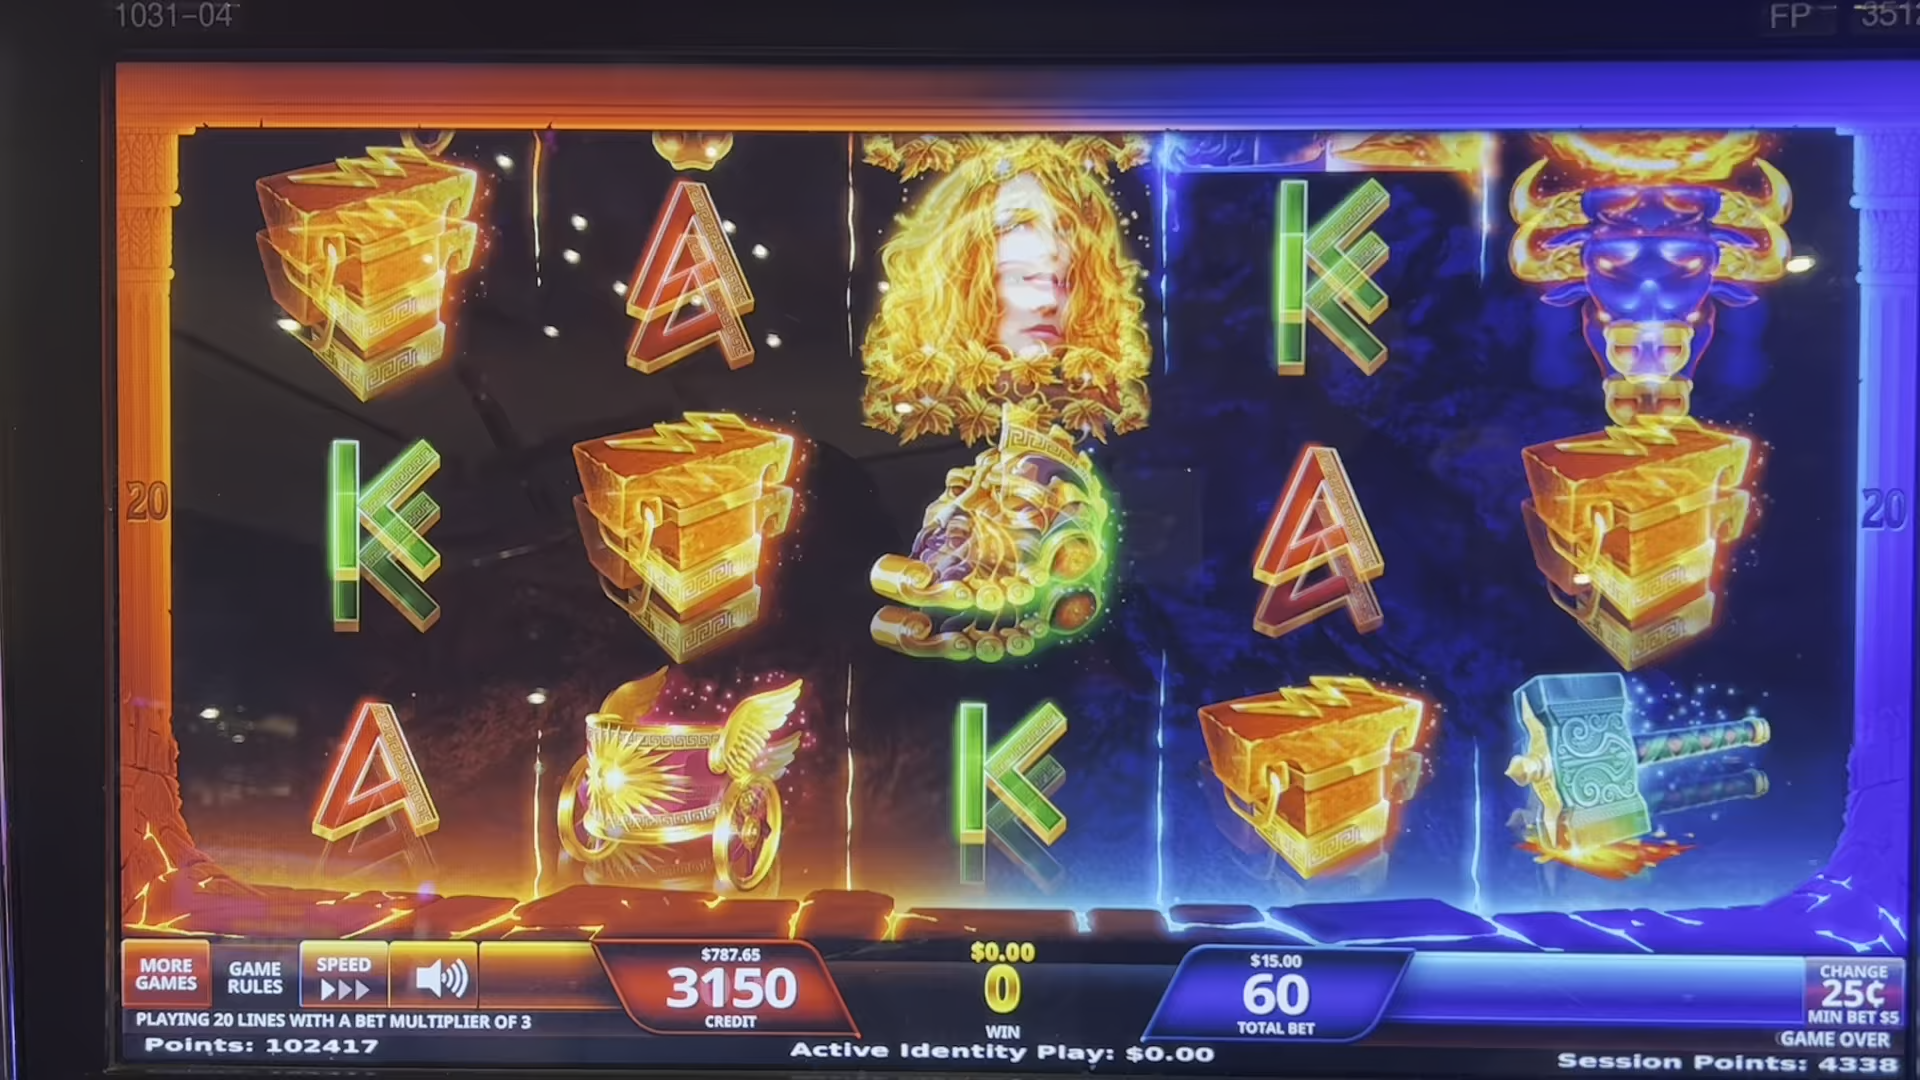 1031-04
FP 3512
20
20
MORE GAMES
GAME RULES
SPEED
$787.65
3150
CREDIT
$0.00
0
WIN
$15.00
60
TOTAL BET
CHANGE
25¢
MIN BET $5
PLAYING 20 LINES WITH A BET MULTIPLIER OF 3
GAME OVER
Points: 102417
Active Identity Play: $0.00
Session Points: 4338